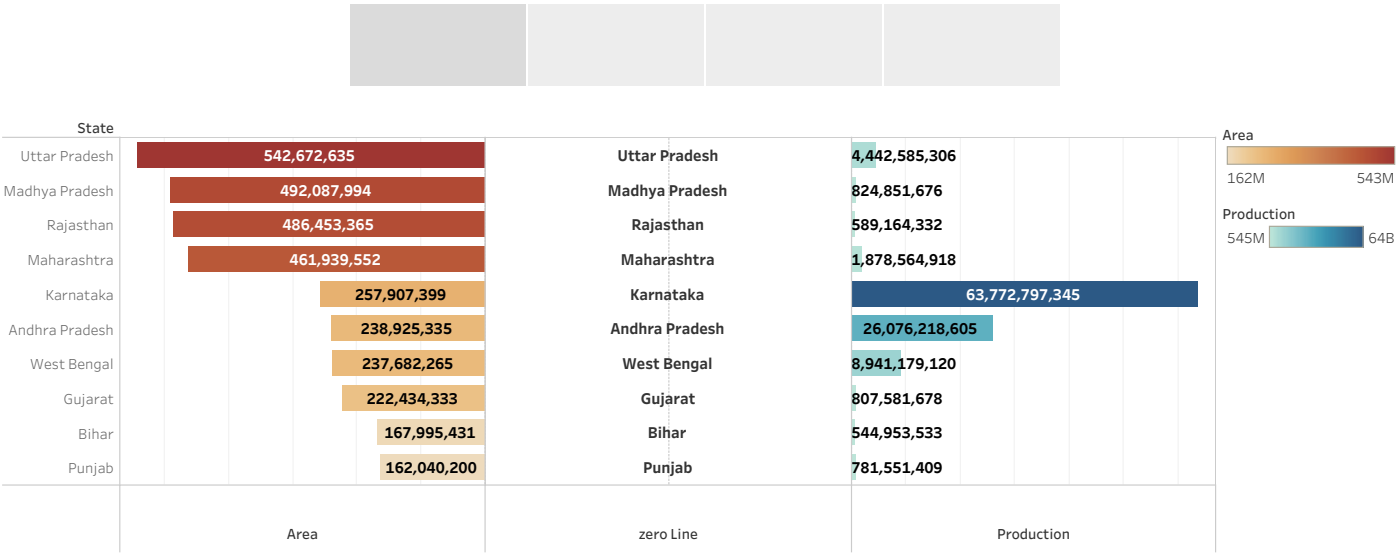 State
Uttar Pradesh 542,672,635 Uttar Pradesh 4,442,585,306
Madhya Pradesh 492,087,994 Madhya Pradesh 824,851,676
Rajasthan 486,453,365 Rajasthan 589,164,332
Maharashtra 461,939,552 Maharashtra 1,878,564,918
Karnataka 257,907,399 Karnataka 63,772,797,345
Andhra Pradesh 238,925,335 Andhra Pradesh 26,076,218,605
West Bengal 237,682,265 West Bengal 8,941,179,120
Gujarat 222,434,333 Gujarat 807,581,678
Bihar 167,995,431 Bihar 544,953,533
Punjab 162,040,200 Punjab 781,551,409
Area zero Line Production
Area
162M 543M
Production
545M 64B